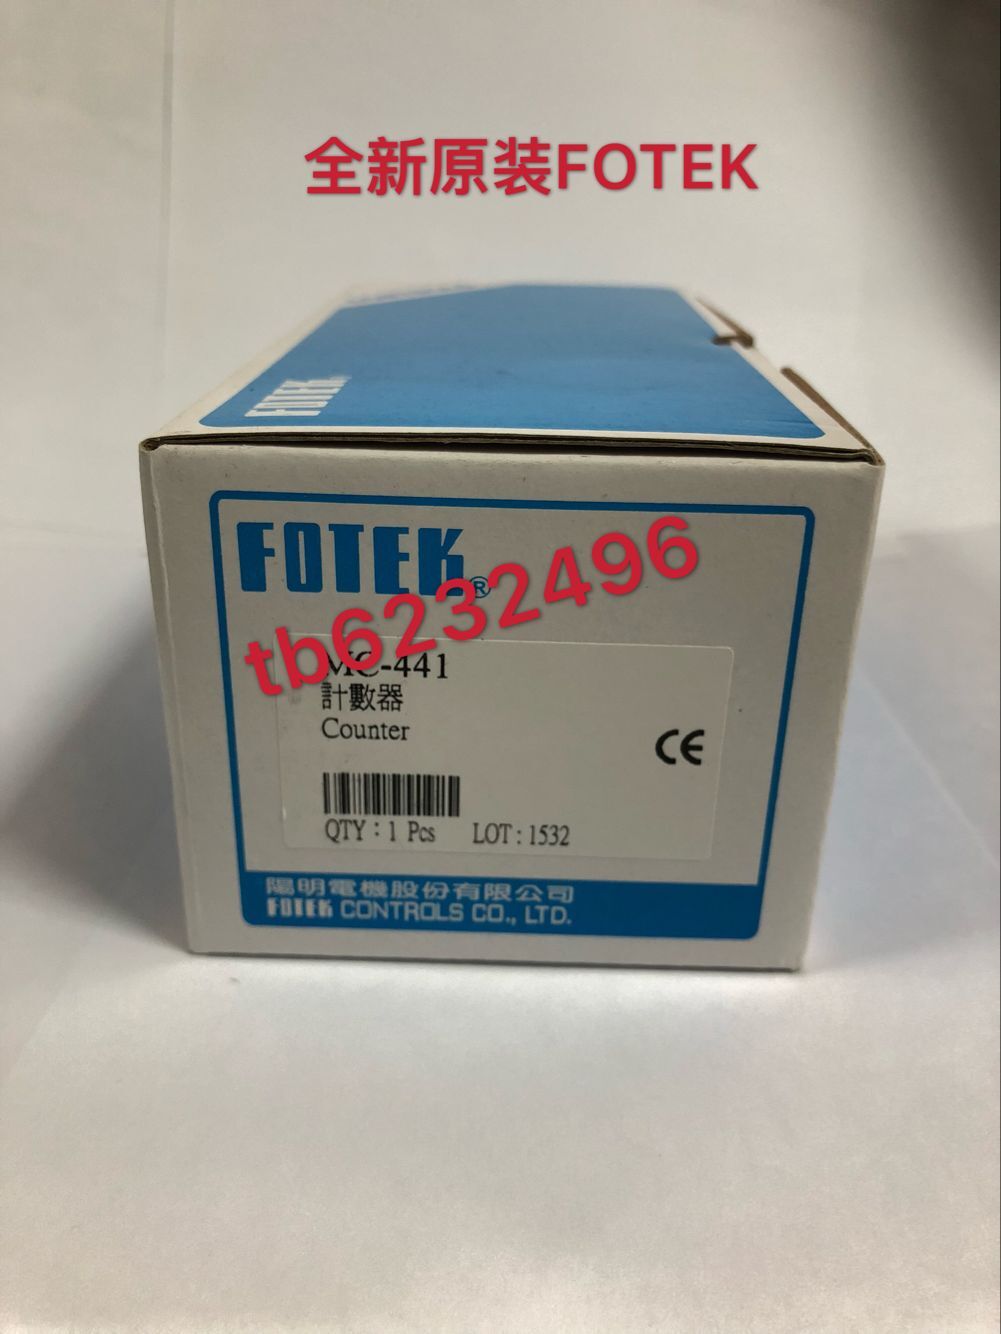 全新原装FOTEK
FOTEK
FOTEK®
tb6232496
MC-441
計數器
Counter
CE
QTY：1 Pcs LOT：1532
陽明電機股份有限公司
FOTEK CONTROLS CO., LTD.